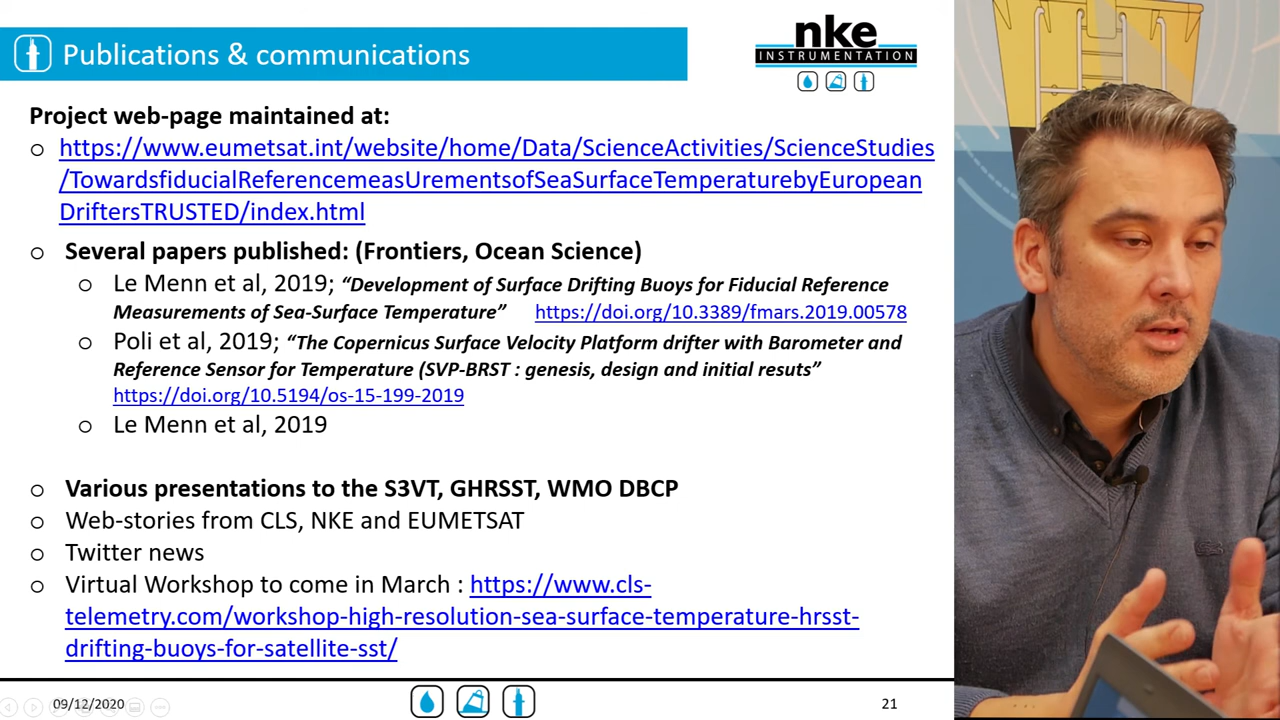 Publications & communications
nke
INSTRUMENTATION
Project web-page maintained at:
https://www.eumetsat.int/website/home/Data/ScienceActivities/ScienceStudies
/TowardsfiducialReferencemeasUrementsofSeaSurfaceTemperaturebyEuropean
DriftersTRUSTED/index.html
Several papers published: (Frontiers, Ocean Science)
Le Menn et al, 2019; “Development of Surface Drifting Buoys for Fiducial Reference
Measurements of Sea-Surface Temperature” https://doi.org/10.3389/fmars.2019.00578
Poli et al, 2019; “The Copernicus Surface Velocity Platform drifter with Barometer and
Reference Sensor for Temperature (SVP-BRST : genesis, design and initial resuts”
https://doi.org/10.5194/os-15-199-2019
Le Menn et al, 2019
Various presentations to the S3VT, GHRSST, WMO DBCP
Web-stories from CLS, NKE and EUMETSAT
Twitter news
Virtual Workshop to come in March : https://www.cls-
telemetry.com/workshop-high-resolution-sea-surface-temperature-hrsst-
drifting-buoys-for-satellite-sst/
09/12/2020
21